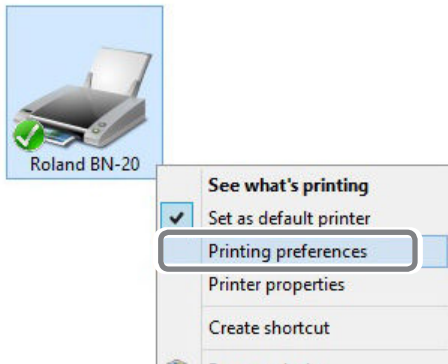 Roland BN-20
See what's printing
Set as default printer
Printing preferences
Printer properties
Create shortcut